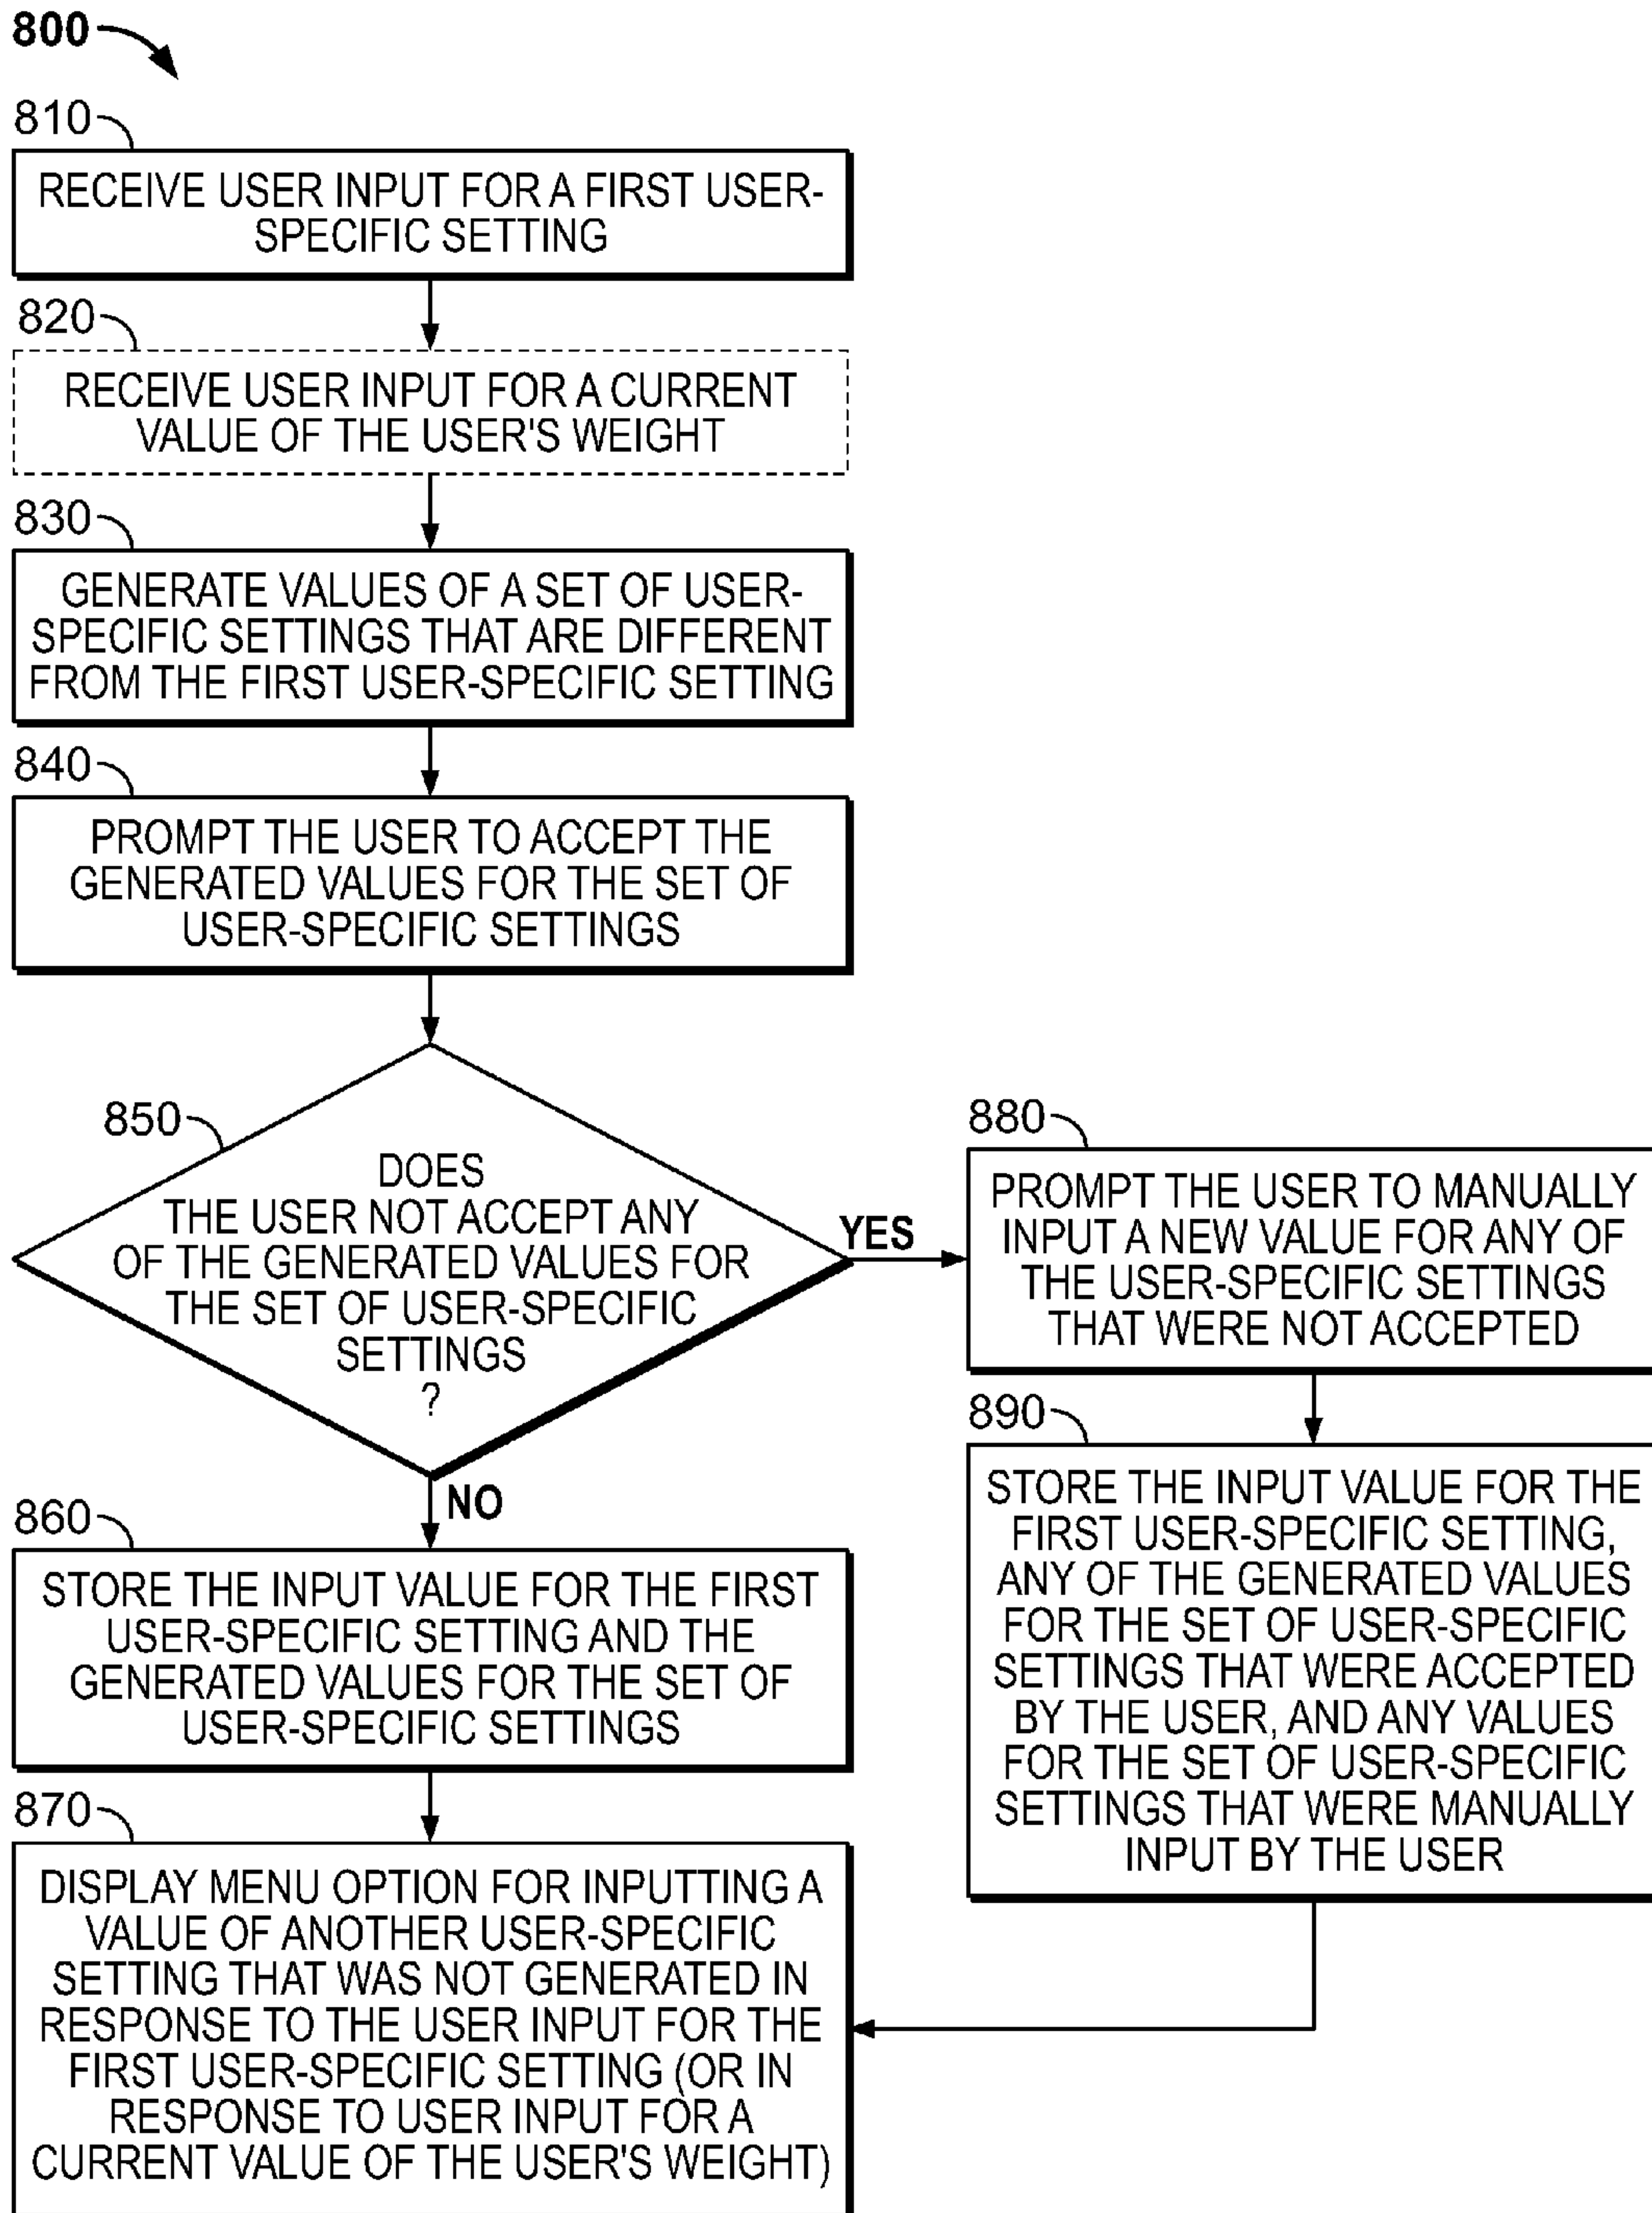 800
810
RECEIVE USER INPUT FOR A FIRST USER-
SPECIFIC SETTING
820
RECEIVE USER INPUT FOR A CURRENT
VALUE OF THE USER'S WEIGHT
830
GENERATE VALUES OF A SET OF USER-
SPECIFIC SETTINGS THAT ARE DIFFERENT
FROM THE FIRST USER-SPECIFIC SETTING
840
PROMPT THE USER TO ACCEPT THE
GENERATED VALUES FOR THE SET OF
USER-SPECIFIC SETTINGS
850
DOES
THE USER NOT ACCEPT ANY
OF THE GENERATED VALUES FOR
THE SET OF USER-SPECIFIC
SETTINGS
?
YES
NO
860
STORE THE INPUT VALUE FOR THE FIRST
USER-SPECIFIC SETTING AND THE
GENERATED VALUES FOR THE SET OF
USER-SPECIFIC SETTINGS
870
DISPLAY MENU OPTION FOR INPUTTING A
VALUE OF ANOTHER USER-SPECIFIC
SETTING THAT WAS NOT GENERATED IN
RESPONSE TO THE USER INPUT FOR THE
FIRST USER-SPECIFIC SETTING (OR IN
RESPONSE TO USER INPUT FOR A
CURRENT VALUE OF THE USER'S WEIGHT)
880
PROMPT THE USER TO MANUALLY
INPUT A NEW VALUE FOR ANY OF
THE USER-SPECIFIC SETTINGS
THAT WERE NOT ACCEPTED
890
STORE THE INPUT VALUE FOR THE
FIRST USER-SPECIFIC SETTING,
ANY OF THE GENERATED VALUES
FOR THE SET OF USER-SPECIFIC
SETTINGS THAT WERE ACCEPTED
BY THE USER, AND ANY VALUES
FOR THE SET OF USER-SPECIFIC
SETTINGS THAT WERE MANUALLY
INPUT BY THE USER